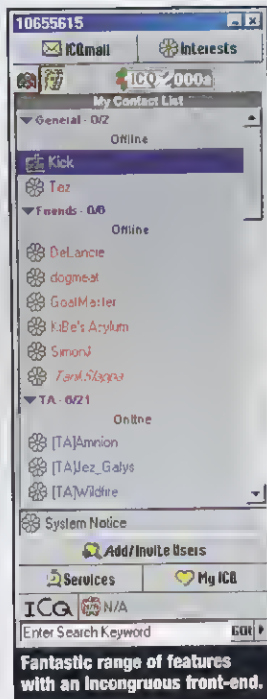 10655615
ICQmail Interests
ICQ 2000a
My Contact List
General - 0/2
Offline
Kick
Tez
Friends - 0/6
Offline
DeLancie
dogmeat
GoalMaster
KiBe's Asylum
SimonJ
TankSlappa
TA - 6/21
Online
[TA]Amnion
[TA]Jez_Galys
[TA]Wildfire
System Notice
Add/Invite Users
Services My ICQ
ICQ N/A
Enter Search Keyword GO!
Fantastic range of features
with an incongruous front-end.